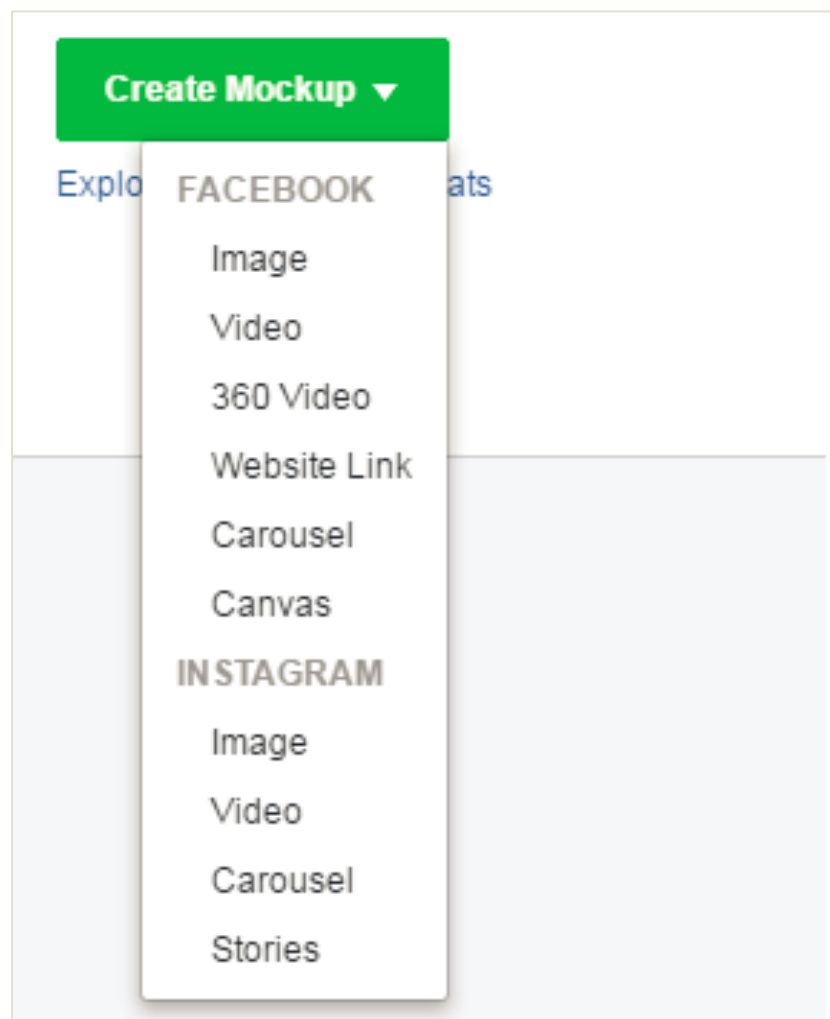 Create Mockup
Explo ats
FACEBOOK
Image
Video
360 Video
Website Link
Carousel
Canvas
INSTAGRAM
Image
Video
Carousel
Stories